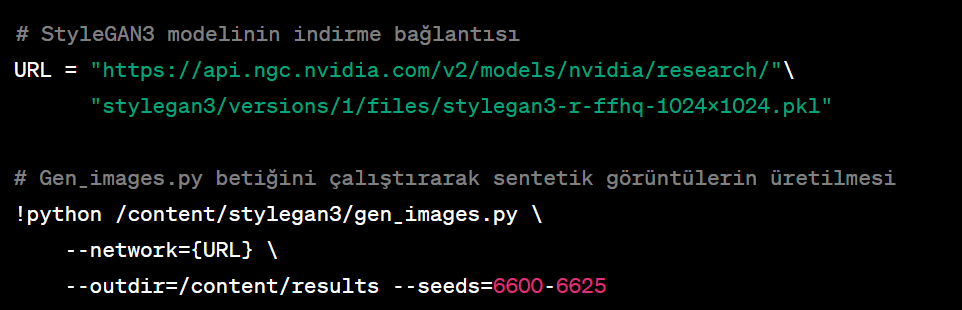 # StyleGAN3 modelinin indirme bağlantısı
URL = "https://api.ngc.nvidia.com/v2/models/nvidia/research/"\
"stylegan3/versions/1/files/stylegan3-r-ffhq-1024×1024.pkl"
# Gen_images.py betiğini çalıştırarak sentetik görüntülerin üretilmesi
!python /content/stylegan3/gen_images.py \
--network={URL} \
--outdir=/content/results --seeds=6600-6625